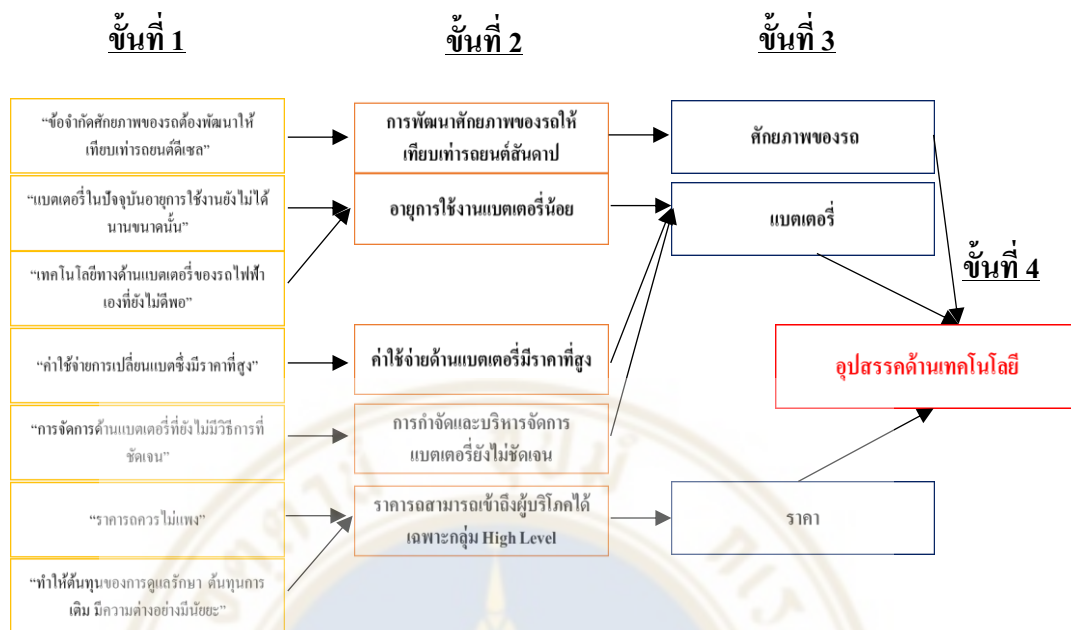 ขั้นที่ 1
ขั้นที่ 2
ขั้นที่ 3
“ข้อจำกัดศักยภาพของรถต้องพัฒนาให้
เทียบเท่ารถยนต์ดีเซล”
การพัฒนาศักยภาพของรถให้
เทียบเท่ารถยนต์สันดาป
ศักยภาพของรถ
“แบตเตอรี่ในปัจจุบันอายุการใช้งานยังไม่ได้
นานขนาดนั้น”
อายุการใช้งานแบตเตอรี่น้อย
แบตเตอรี่
“เทคโนโลยีทางด้านแบตเตอรี่ของรถไฟฟ้า
เองที่ยังไม่ดีพอ”
ขั้นที่ 4
“ค่าใช้จ่ายการเปลี่ยนแบตซึ่งมีราคาที่สูง”
ค่าใช้จ่ายด้านแบตเตอรี่มีราคาที่สูง
อุปสรรคด้านเทคโนโลยี
“การจัดการด้านแบตเตอรี่ที่ยังไม่มีวิธีการที่
ชัดเจน”
การกำจัดและบริหารจัดการ
แบตเตอรี่ยังไม่ชัดเจน
“ราคารถควรไม่แพง”
ราคารถสามารถเข้าถึงผู้บริโภคได้
เฉพาะกลุ่ม High Level
ราคา
“ทำให้ต้นทุนของการดูแลรักษา ต้นทุนการ
เติม มีความต่างอย่างมีนัยยะ”